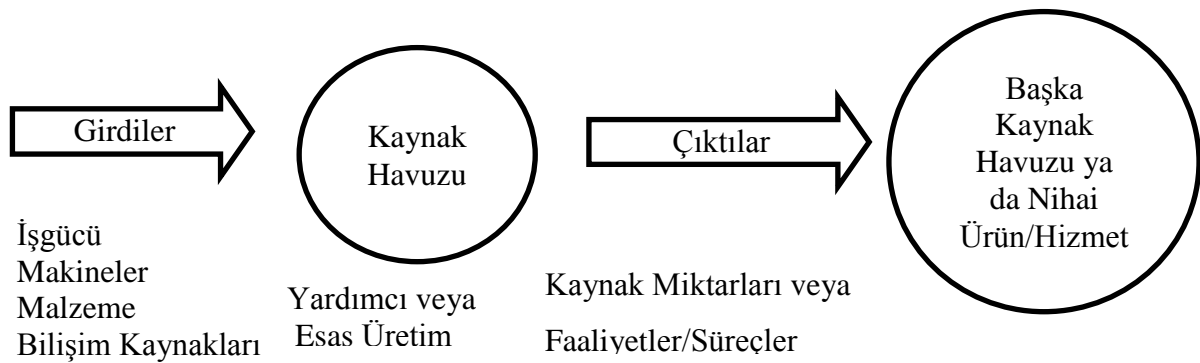 Girdiler
Kaynak
Havuzu
Çıktılar
Başka
Kaynak
Havuzu ya
da Nihai
Ürün/Hizmet
İşgücü
Makineler
Malzeme
Bilişim Kaynakları
Yardımcı veya
Esas Üretim
Kaynak Miktarları veya
Faaliyetler/Süreçler